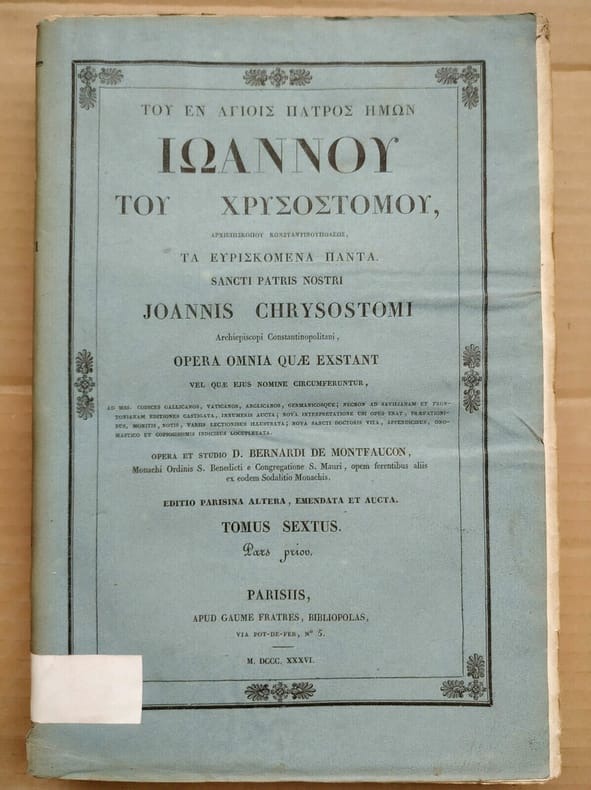 ΤΟΥ ΕΝ ΑΓΙΟΙΣ ΠΑΤΡΟΣ ΗΜΩΝ
ΙΩΑΝΝΟΥ
ΤΟΥ ΧΡΥΣΟΣΤΟΜΟΥ,
ΑΡΧΙΕΠΙΣΚΟΠΟΥ ΚΩΝΣΤΑΝΤΙΝΟΥΠΟΛΕΩΣ,
ΤΑ ΕΥΡΙΣΚΟΜΕΝΑ ΠΑΝΤΑ.
SANCTI PATRIS NOSTRI
JOANNIS CHRYSOSTOMI
Archiepiscopi Constantinopolitani,
OPERA OMNIA QUÆ EXSTANT
VEL QUÆ EJUS NOMINE CIRCUMFERUNTUR,
AD MSS. CODICES GALLICANOS, VATICANOS, ANGLICANOS, GERMANICOSQUE; NECNON AD SAVILIANAM ET FRON-
TONIANAM EDITIONES CASTIGATA, INNUMERIS AUCTA; NOVA INTERPRETATIONE UBI OPUS ERAT, PRÆFATIONI-
BUS, MONITIS, NOTIS, VARIIS LECTIONIBUS ILLUSTRATA; NOVA SANCTI DOCTORIS VITA, APPENDICIBUS, ONO-
MASTICO ET COPIOSISSIMIS INDICIBUS LOCUPLETATA.
OPERA ET STUDIO D. BERNARDI DE MONTFAUCON,
Monachi Ordinis S. Benedicti e Congregatione S. Mauri, opem ferentibus aliis
ex eodem Sodalitio Monachis.
EDITIO PARISINA ALTERA, EMENDATA ET AUCTA.
TOMUS SEXTUS.
Pars prior.
PARISIIS,
APUD GAUME FRATRES, BIBLIOPOLAS,
VIA POT-DE-FER, Nº 5.
M. DCCC. XXXVI.